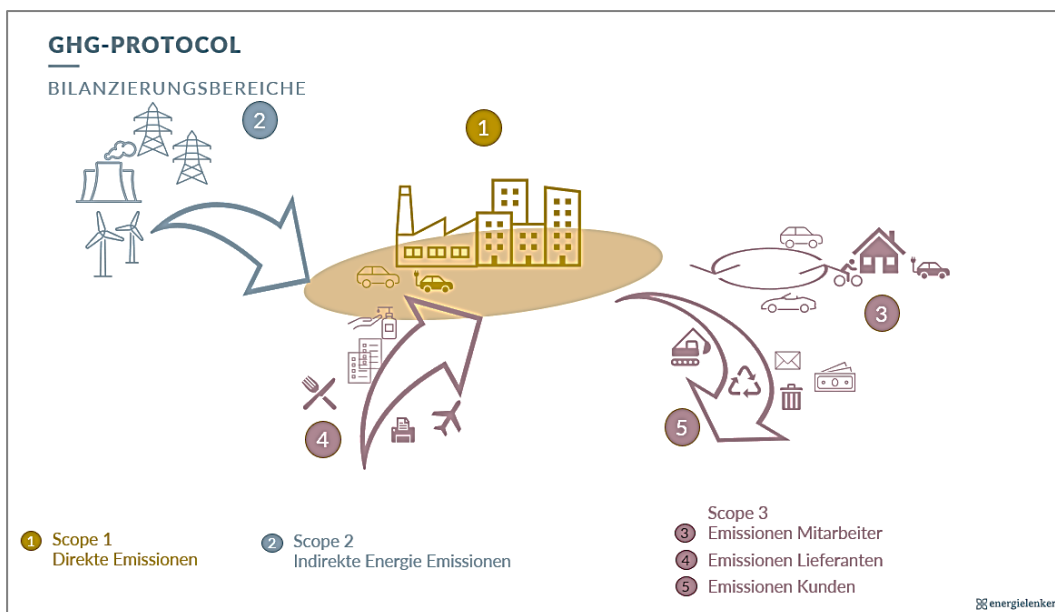 GHG-PROTOCOL
BILANZIERUNGSBEREICHE
2
1
3
4
5
1 Scope 1
Direkte Emissionen
2 Scope 2
Indirekte Energie Emissionen
Scope 3
3 Emissionen Mitarbeiter
4 Emissionen Lieferanten
5 Emissionen Kunden
energielenker